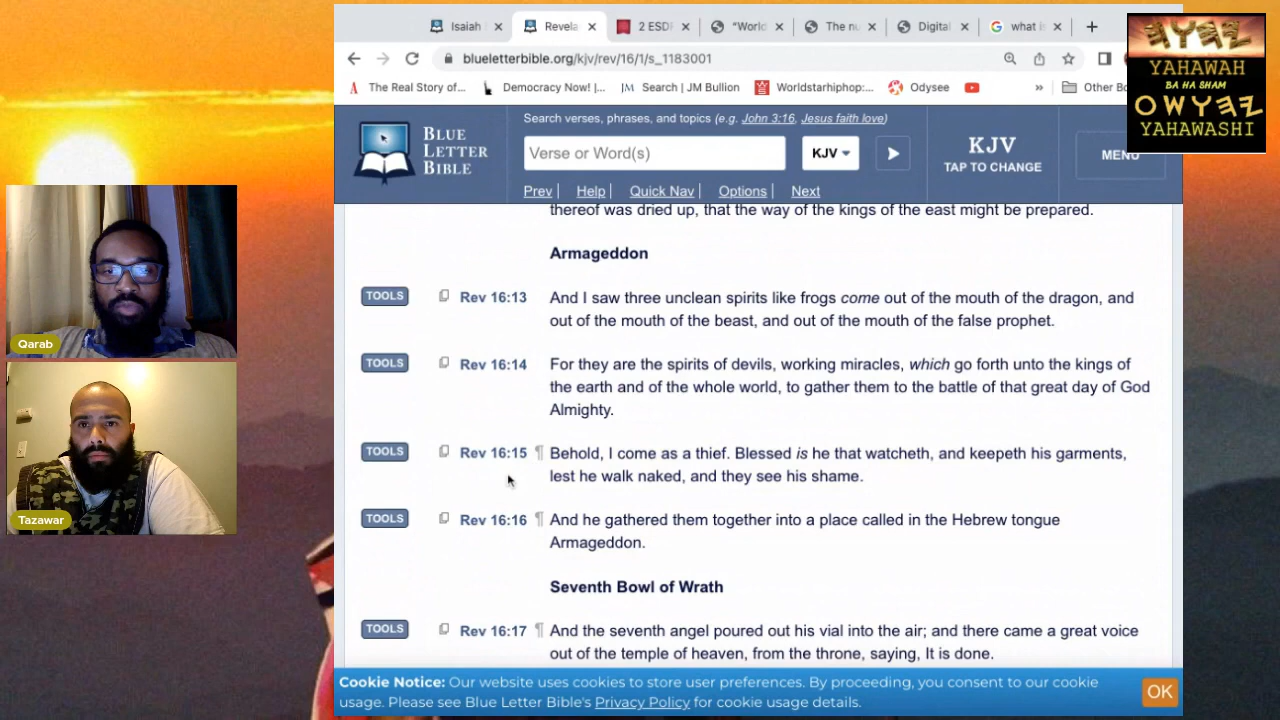 Isaiah
Revela
2 ESDR
"World
The nu
Digital
what is
blueletterbible.org/kjv/rev/16/1/s_1183001
The Real Story of...
Democracy Now! |...
JM Search | JM Bullion
Worldstarhiphop:...
Odysee
»
Other Bo
YAHAWAH
BA HA SHAM
YAHAWASHI
BLUE
LETTER
BIBLE
Search verses, phrases, and topics (e.g. John 3:16, Jesus faith love)
Verse or Word(s)
KJV
KJV
TAP TO CHANGE
MENU
Prev | Help | Quick Nav | Options | Next
thereof was dried up, that the way of the kings of the east might be prepared.
Armageddon
TOOLS Rev 16:13 And I saw three unclean spirits like frogs come out of the mouth of the dragon, and
out of the mouth of the beast, and out of the mouth of the false prophet.
TOOLS Rev 16:14 For they are the spirits of devils, working miracles, which go forth unto the kings of
the earth and of the whole world, to gather them to the battle of that great day of God
Almighty.
TOOLS Rev 16:15 ¶ Behold, I come as a thief. Blessed is he that watcheth, and keepeth his garments,
lest he walk naked, and they see his shame.
TOOLS Rev 16:16 ¶ And he gathered them together into a place called in the Hebrew tongue
Armageddon.
Seventh Bowl of Wrath
TOOLS Rev 16:17 ¶ And the seventh angel poured out his vial into the air; and there came a great voice
out of the temple of heaven, from the throne, saying, It is done.
Cookie Notice: Our website uses cookies to store user preferences. By proceeding, you consent to our cookie
usage. Please see Blue Letter Bible's Privacy Policy for cookie usage details.
OK
Qarab
Tazawar